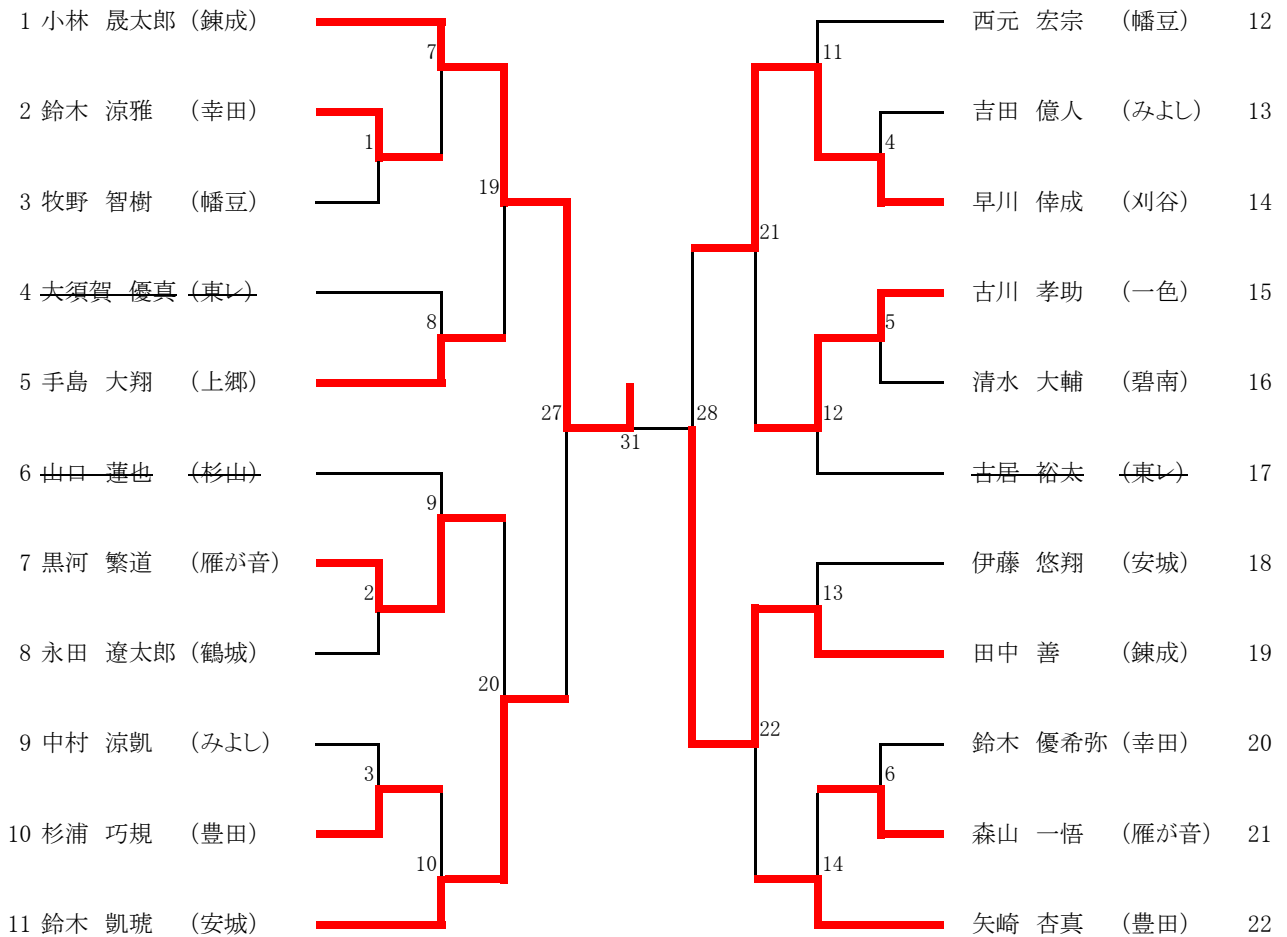 1 小林 晟太郎 (錬成)
7
2 鈴木 涼雅 (幸田)
1
3 牧野 智樹 (幡豆)
19
4 大須賀 優真 (東レ)
8
5 手島 大翔 (上郷)
27
31
6 山口 蓮也 (杉山)
9
7 黒河 繁道 (雁が音)
2
8 永田 遼太郎 (鶴城)
20
9 中村 涼凱 (みよし)
3
10 杉浦 巧規 (豊田)
10
11 鈴木 凱琥 (安城)
西元 宏宗 (幡豆) 12
11
吉田 億人 (みよし) 13
4
早川 倖成 (刈谷) 14
21
古川 孝助 (一色) 15
5
清水 大輔 (碧南) 16
28
12
古居 裕太 (東レ) 17
伊藤 悠翔 (安城) 18
13
田中 善 (錬成) 19
22
鈴木 優希弥 (幸田) 20
6
森山 一悟 (雁が音) 21
14
矢崎 杏真 (豊田) 22